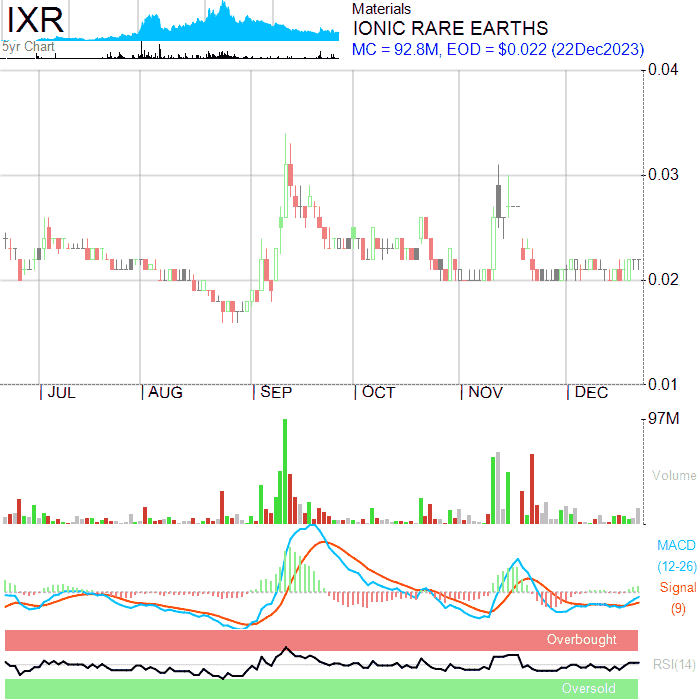 IXR
5yr Chart
Materials
IONIC RARE EARTHS
MC = 92.8M, EOD = $0.022 (22Dec2023)
0.04
0.03
0.02
0.01
JUL AUG SEP OCT NOV DEC
97M
Volume
MACD
(12-26)
Signal
(9)
Overbought
RSI(14)
Oversold